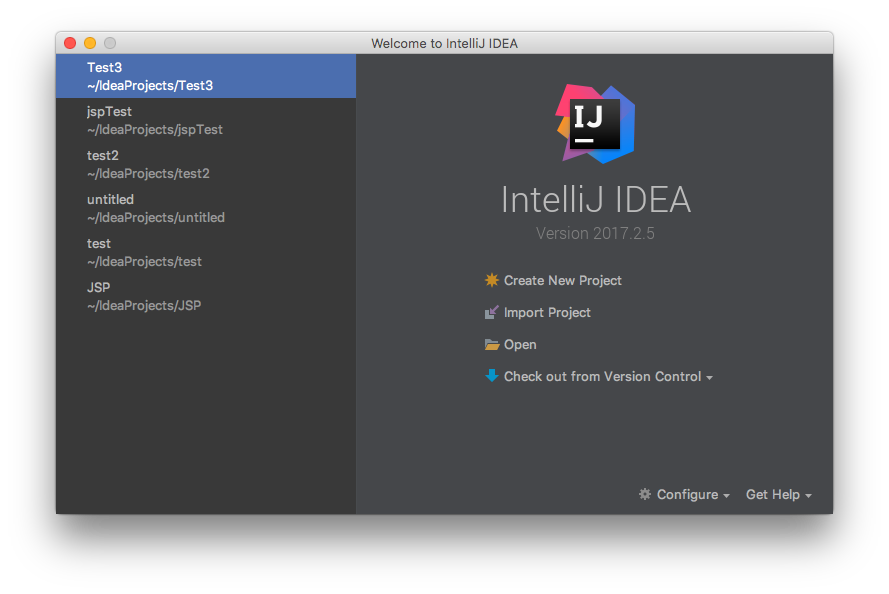 Welcome to IntelliJ IDEA
Test3
~/IdeaProjects/Test3
jspTest
~/IdeaProjects/jspTest
test2
~/IdeaProjects/test2
untitled
~/IdeaProjects/untitled
test
~/IdeaProjects/test
JSP
~/IdeaProjects/JSP
IJ
IntelliJ IDEA
Version 2017.2.5
Create New Project
Import Project
Open
Check out from Version Control
Configure
Get Help